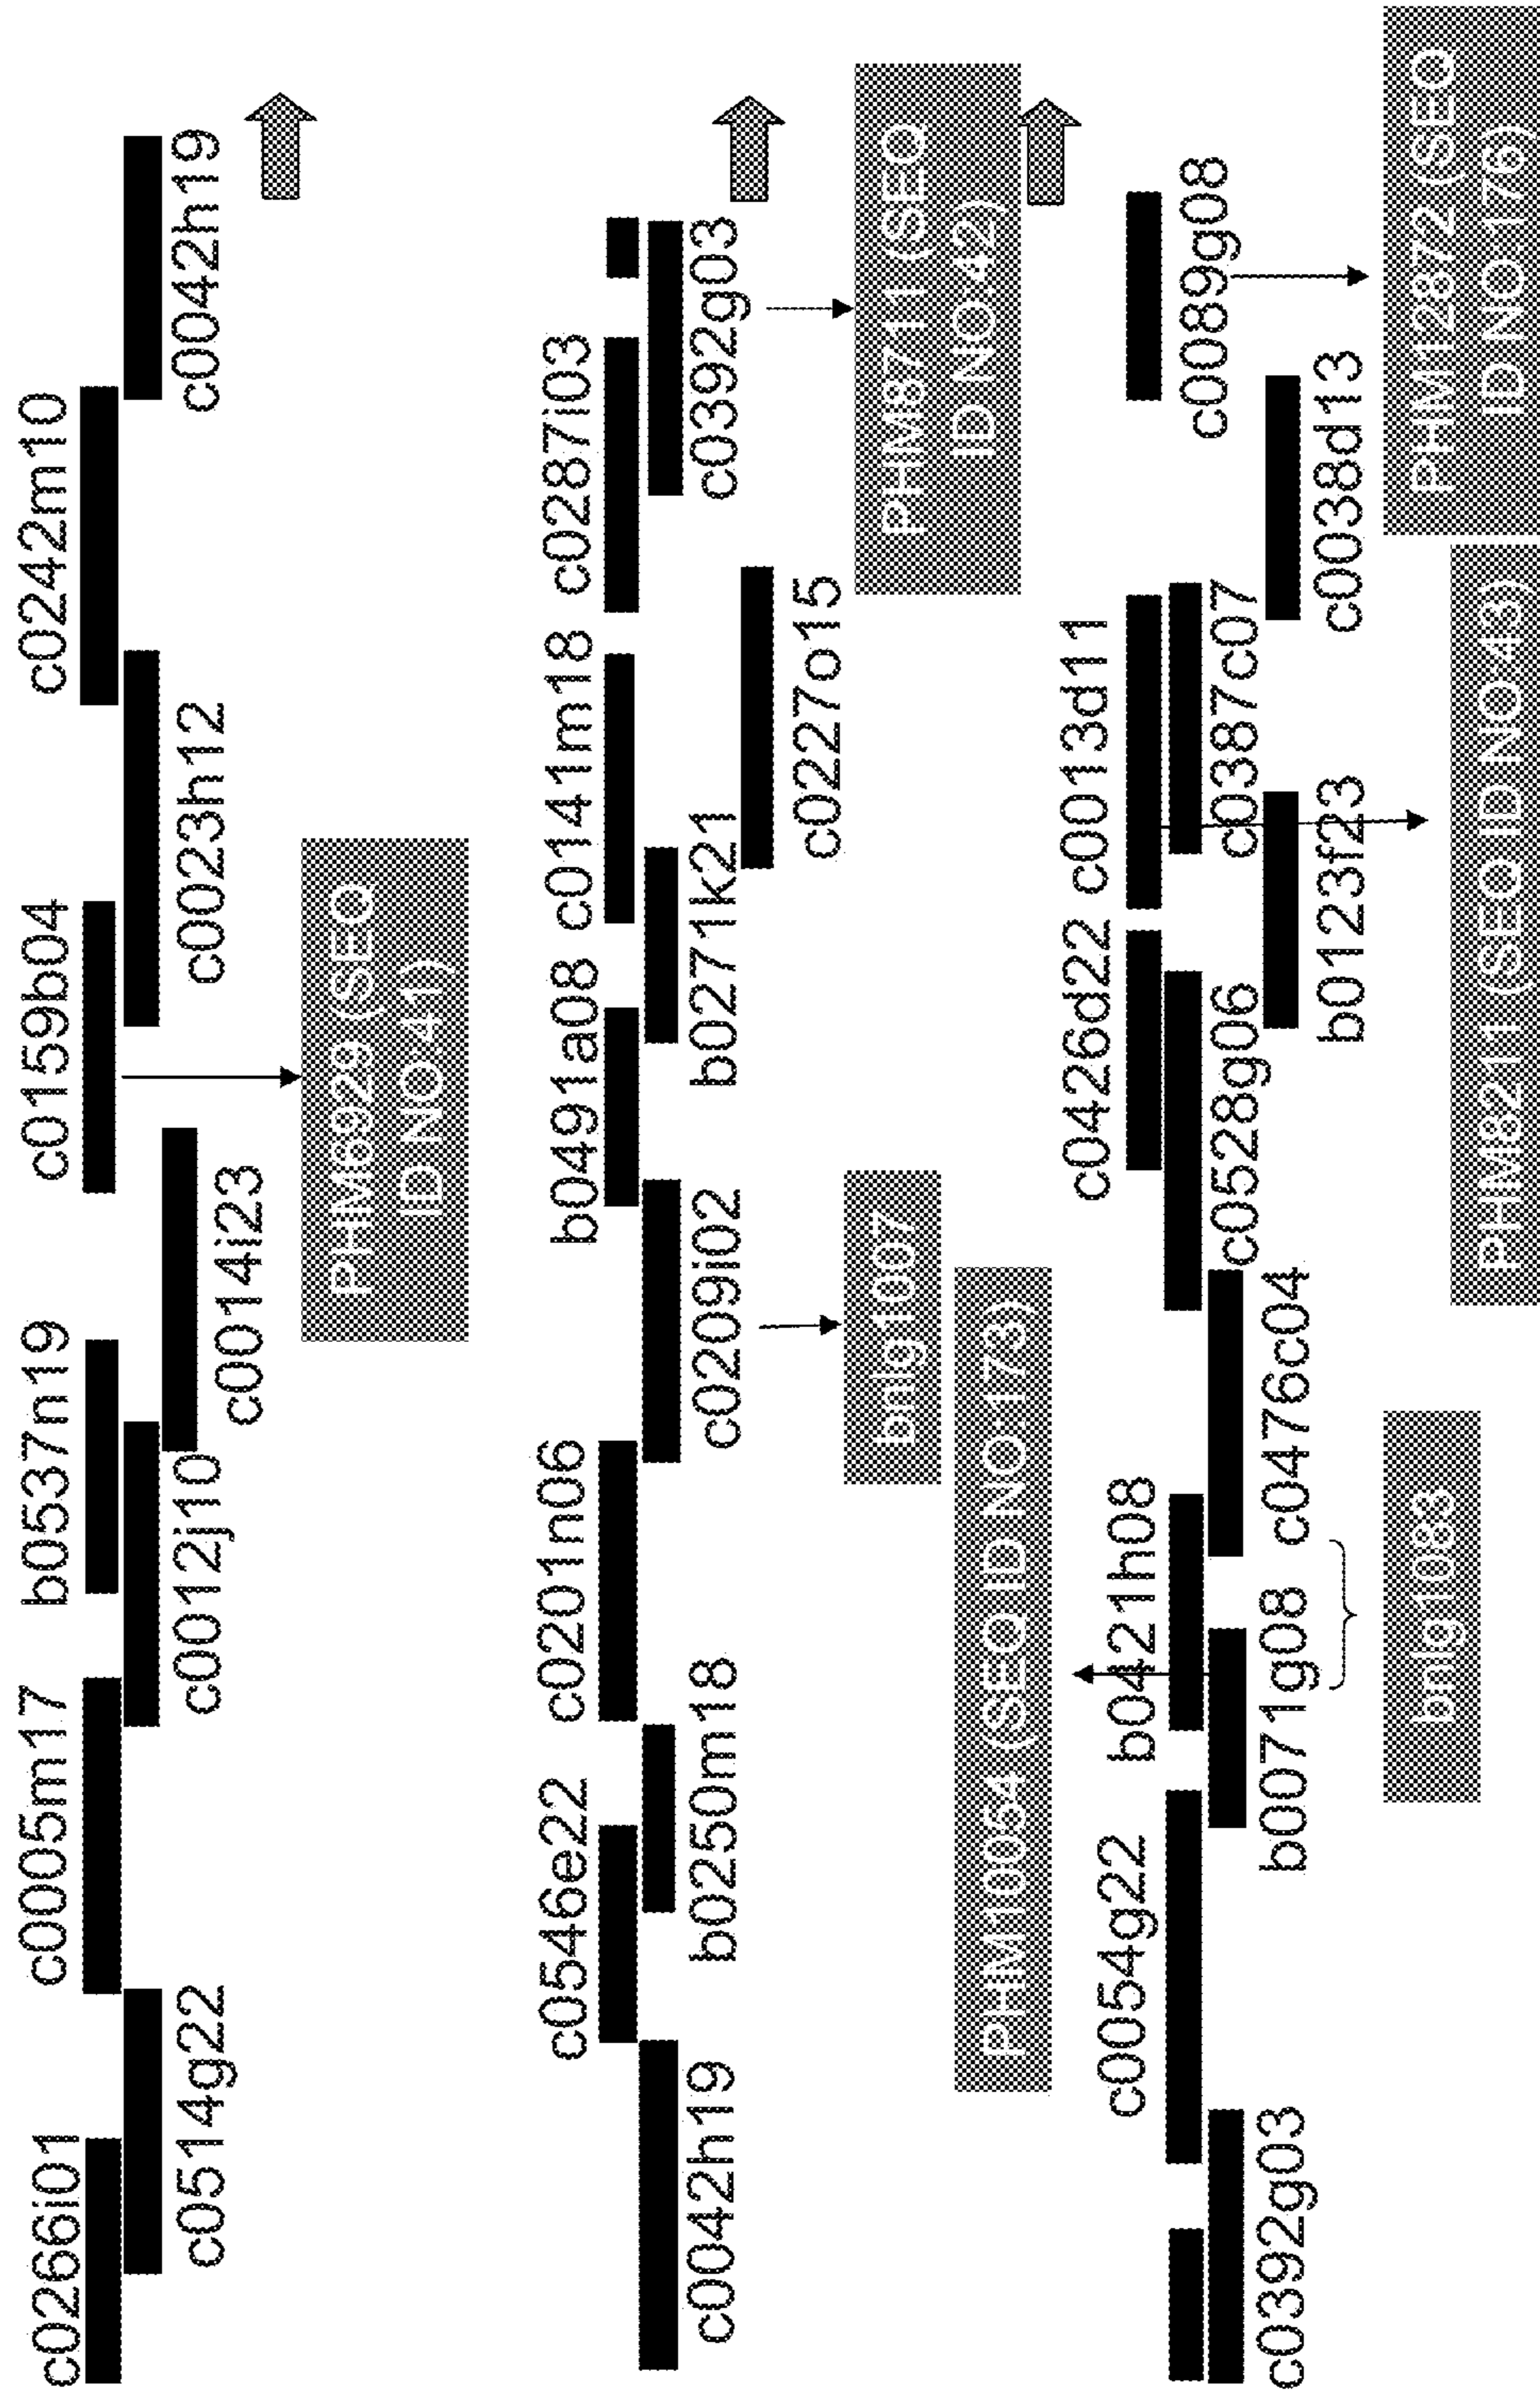 c0266i01
c0005m17
b0537n19
c0159b04
c0242m10
c0514g22
c0012j10
c0014i23
c0023h12
c0042h19
PHM6929 (SEQ
ID NO:41)
c0546e22
c0201n06
b0491a08
c0141m18
c0287i03
c0042h19
b0250m18
c0209i02
b0271k21
c0392g03
c0227o15
bnlg1007
PHM8711 (SEQ
ID NO:42)
PHM10054 (SEQ ID NO:173)
c0054g22
b0421h08
c0426d22
c0013d11
c0392g03
b0071g08
c0476c04
c0528g06
c0387c07
c0089g08
b0123f23
c0038d13
bnlg1083
PHM8211 (SEQ ID NO:43)
PHM12872 (SEQ
ID NO:176)